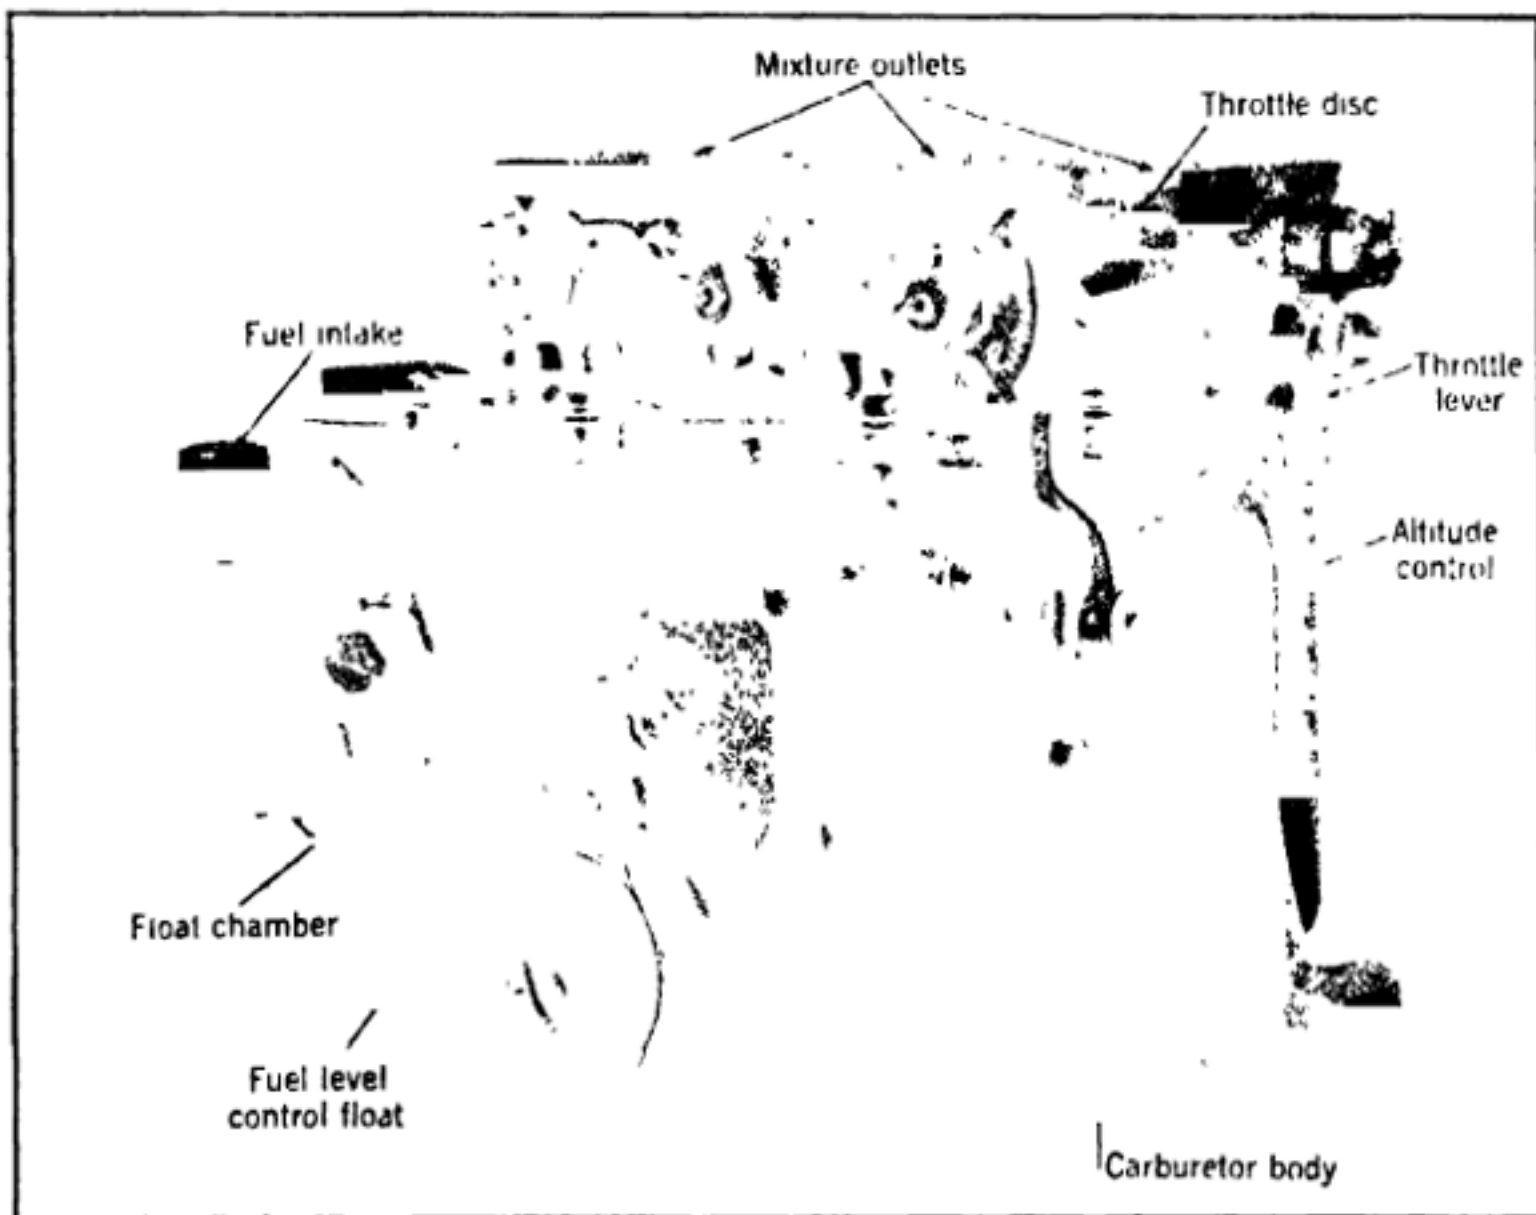 Mixture outlets
Throttle disc
Fuel intake
Throttle
lever
Altitude
control
Float chamber
Fuel level
control float
Carburetor body